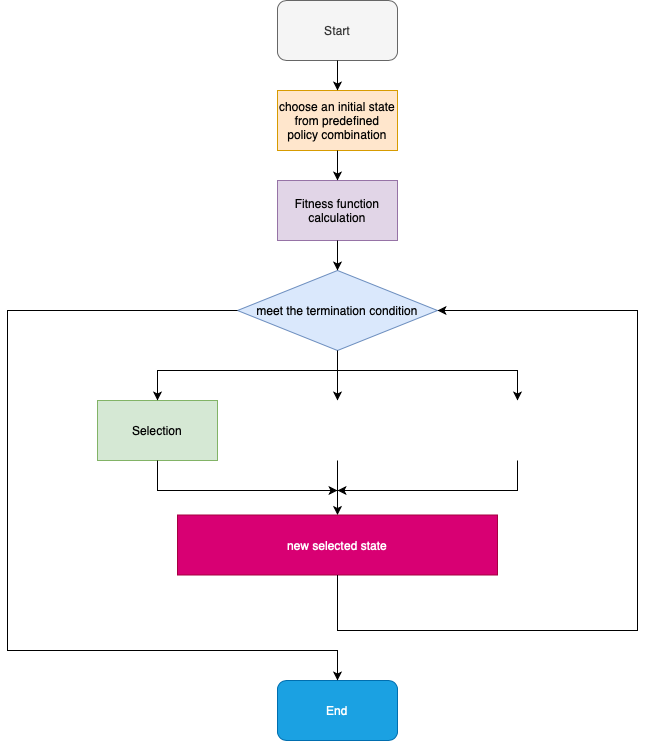 Start
choose an initial state
from predefined
policy combination
Fitness function
calculation
meet the termination condition
Selection
new selected state
End